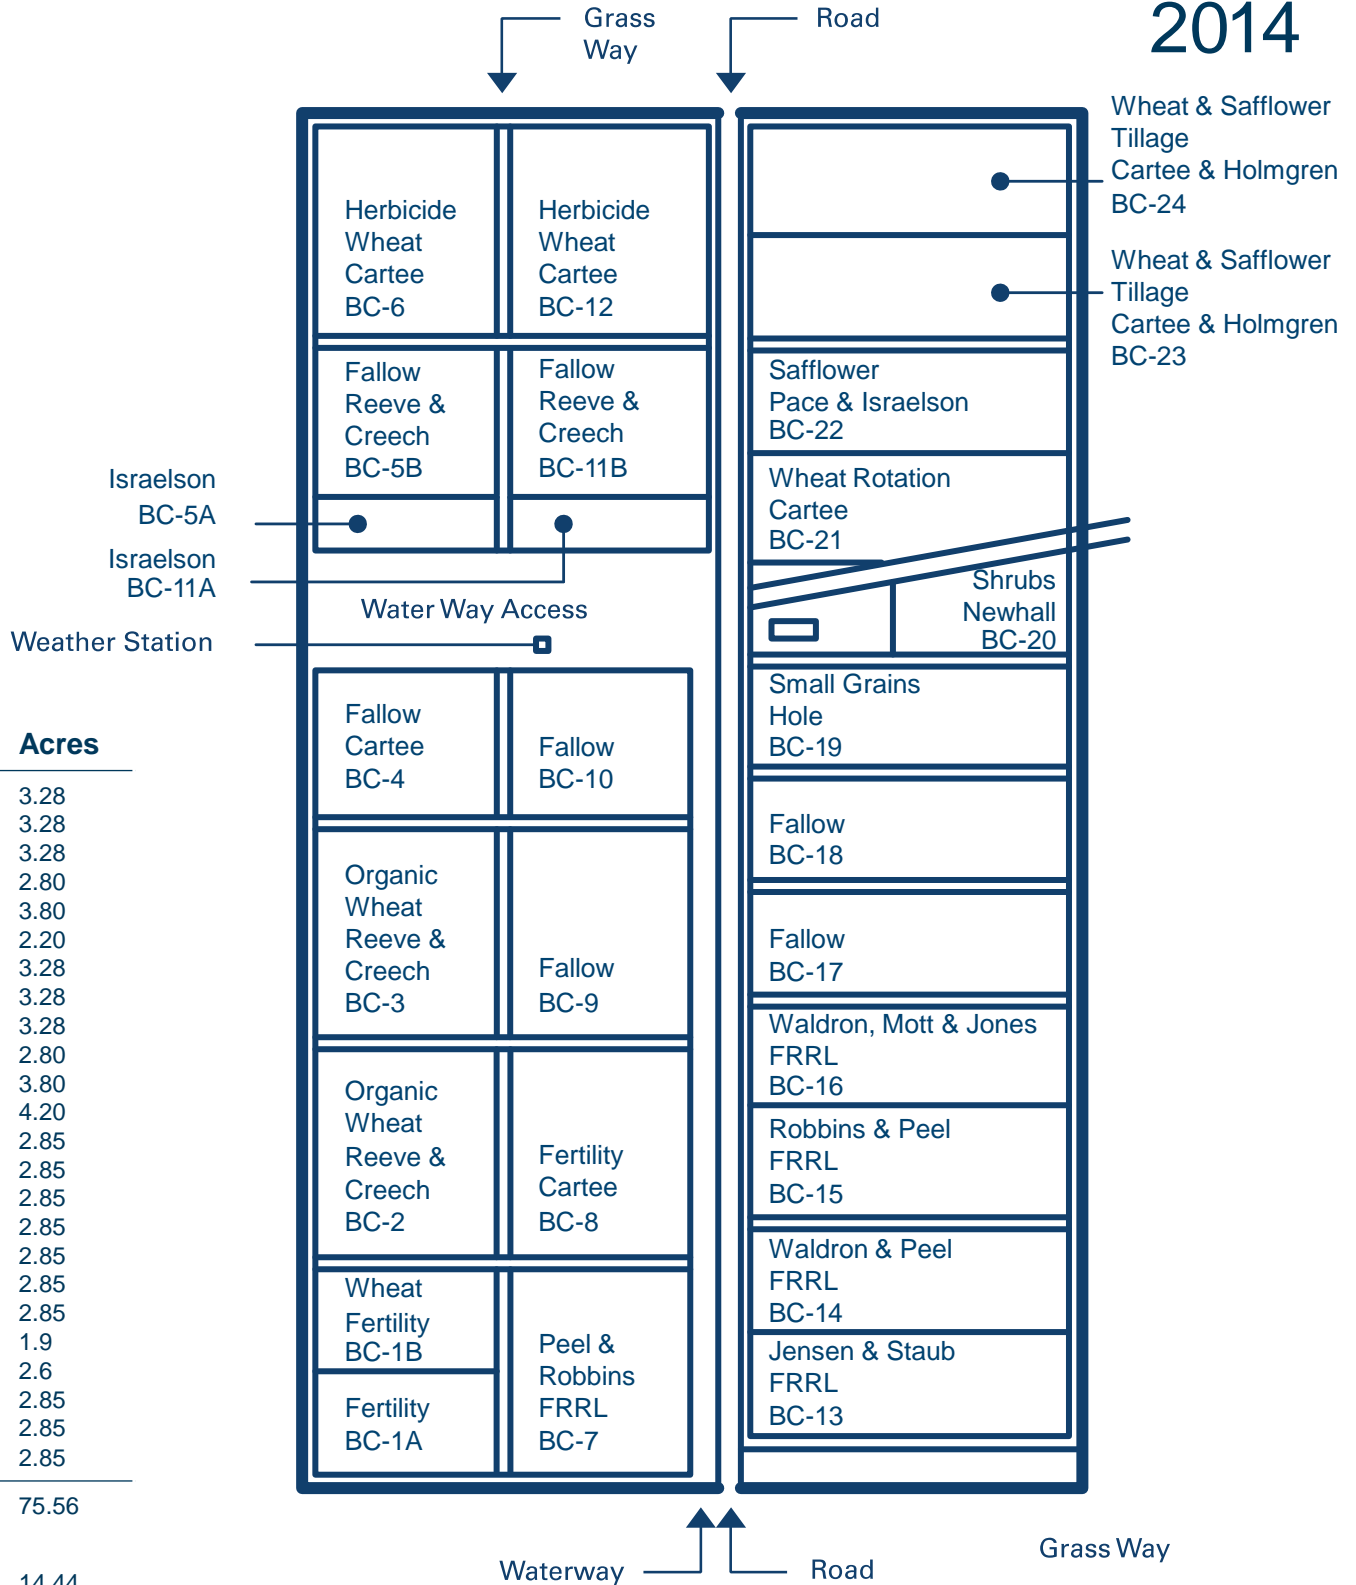 Grass
Way
Road
2014
Wheat & Safflower
Tillage
Cartee & Holmgren
BC-24
Wheat & Safflower
Tillage
Cartee & Holmgren
BC-23
Herbicide
Wheat
Cartee
BC-6
Herbicide
Wheat
Cartee
BC-12
Fallow
Reeve &
Creech
BC-5B
Fallow
Reeve &
Creech
BC-11B
Safflower
Pace & Israelson
BC-22
Wheat Rotation
Cartee
BC-21
Israelson
BC-5A
Israelson
BC-11A
Water Way Access
Weather Station
Shrubs
Newhall
BC-20
Small Grains
Hole
BC-19
Fallow
Cartee
BC-4
Fallow
BC-10
Fallow
BC-18
Organic
Wheat
Reeve &
Creech
BC-3
Fallow
BC-9
Fallow
BC-17
Waldron, Mott & Jones
FRRL
BC-16
Organic
Wheat
Reeve &
Creech
BC-2
Fertility
Cartee
BC-8
Robbins & Peel
FRRL
BC-15
Waldron & Peel
FRRL
BC-14
Wheat
Fertility
BC-1B
Fertility
BC-1A
Peel &
Robbins
FRRL
BC-7
Jensen & Staub
FRRL
BC-13
Acres
3.28
3.28
3.28
2.80
3.80
2.20
3.28
3.28
3.28
2.80
3.80
4.20
2.85
2.85
2.85
2.85
2.85
2.85
2.85
1.9
2.6
2.85
2.85
2.85
75.56
14.44
Waterway
Road
Grass Way